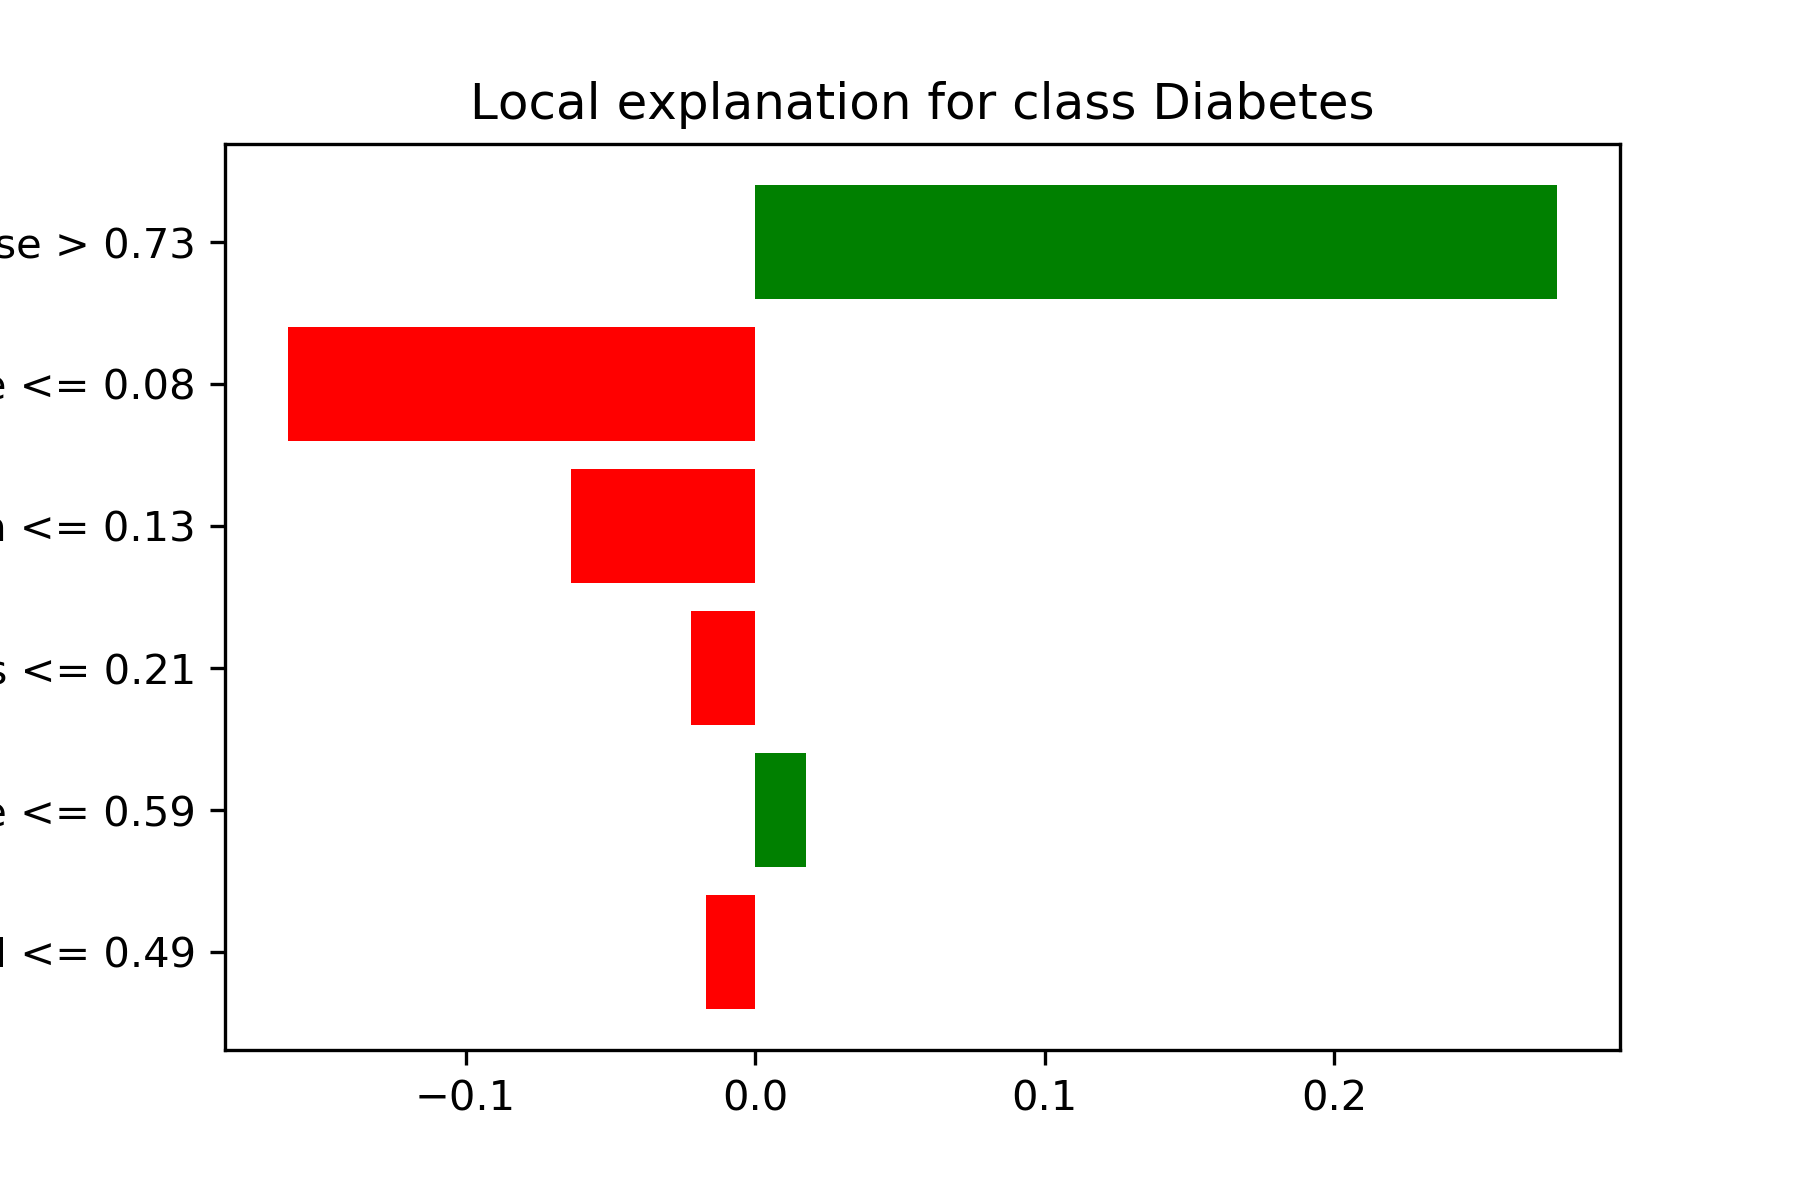 Local explanation for class Diabetes
se > 0.73
e <= 0.08
<= 0.13
s <= 0.21
e <= 0.59
<= 0.49
−0.1 0.0 0.1 0.2